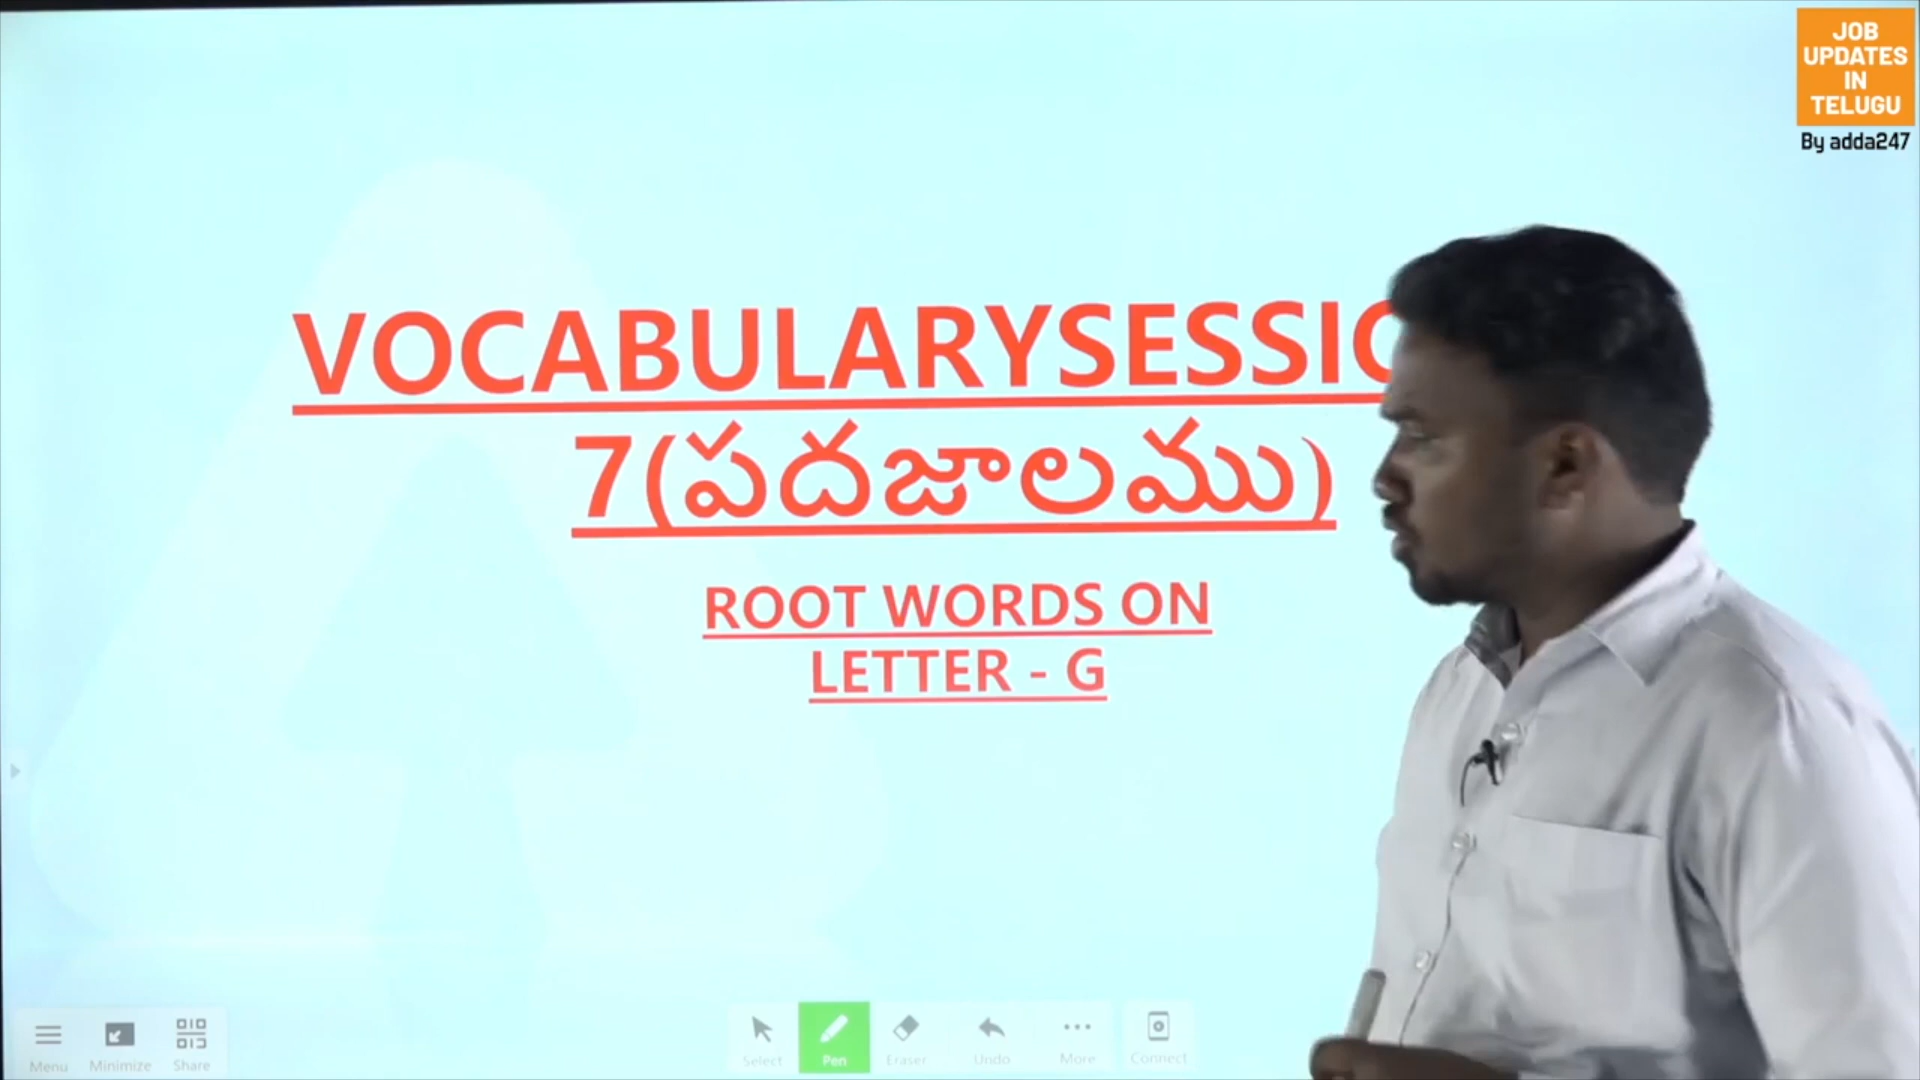 JOB
UPDATES
IN
TELUGU
By adda247
VOCABULARYSESSIO
7(పదజాలము)
ROOT WORDS ON
LETTER - G
Menu
Minimize
Share
Select
Pen
Eraser
Undo
More
Connect